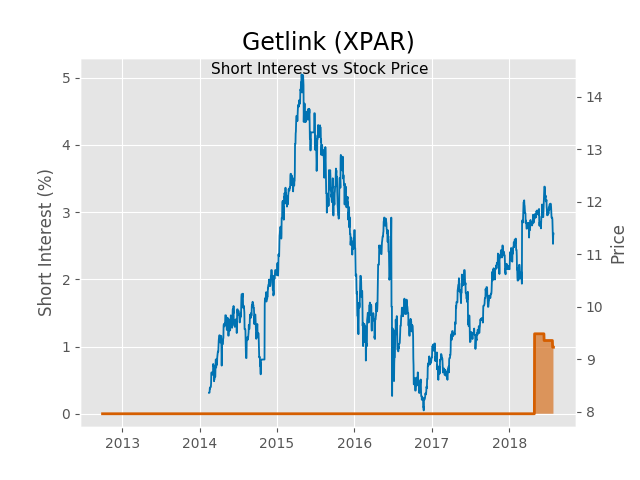 Getlink (XPAR)
Short Interest vs Stock Price
Short Interest (%)
5
4
3
2
1
0
14
13
12
11
10
9
8
Price
2013 2014 2015 2016 2017 2018